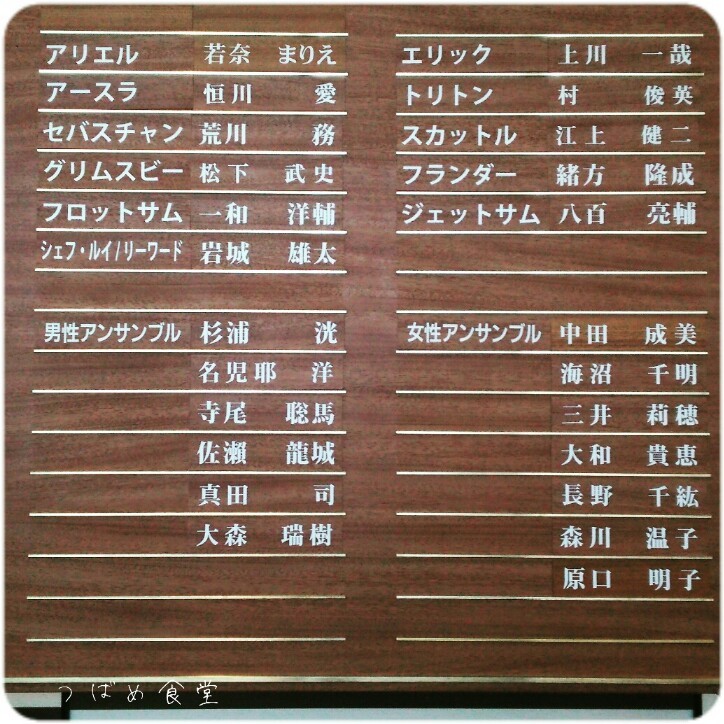 アリエル 若奈 まりえ
アースラ 恒川 愛
セバスチャン 荒川 務
グリムスビー 松下 武史
フロットサム 一和 洋輔
シェフ・ルイ/リーワード 岩城 雄太
エリック 上川 一哉
トリトン 村 俊英
スカットル 江上 健二
フランダー 緒方 隆成
ジェットサム 八百 亮輔
男性アンサンブル 杉浦 洸
名児耶 洋
寺尾 聡馬
佐瀬 龍城
真田 司
大森 瑞樹
女性アンサンブル 中田 成美
海沼 千明
三井 莉穂
大和 貴恵
長野 千紘
森川 温子
原口 明子
つばめ食堂